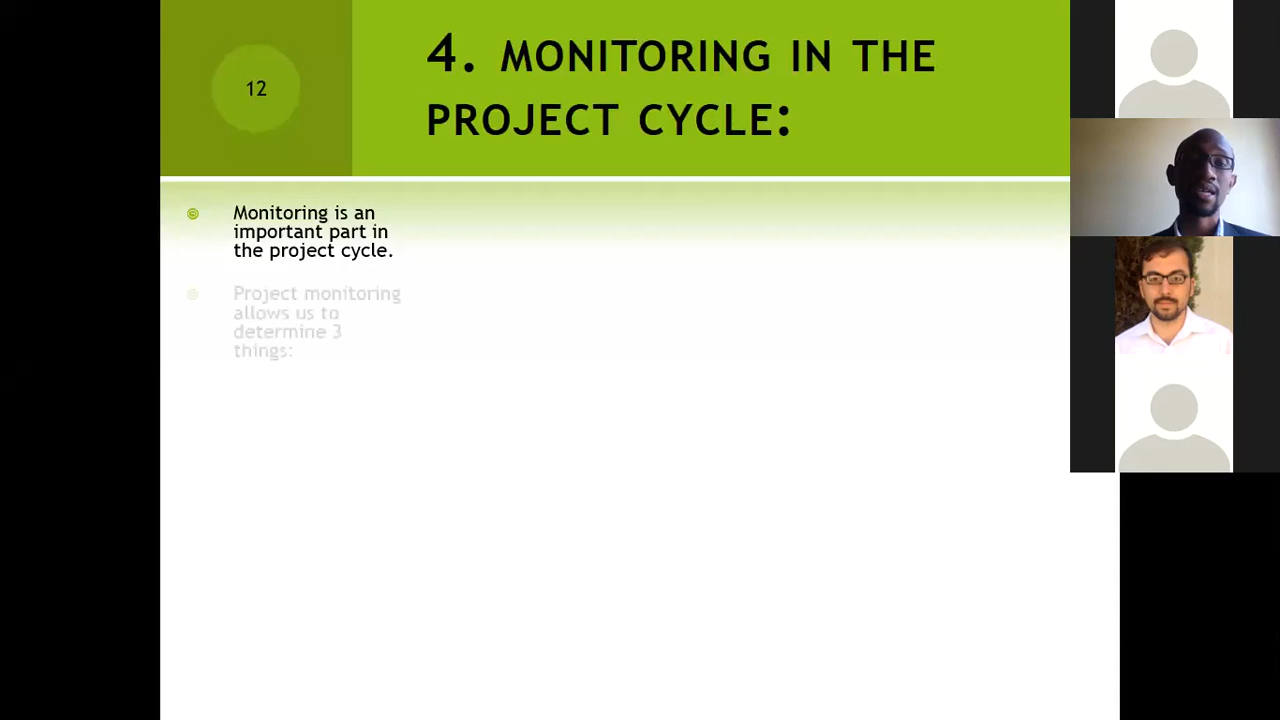 12
4. MONITORING IN THE
PROJECT CYCLE:
Monitoring is an
important part in
the project cycle.
Project monitoring
allows us to
determine 3
things: